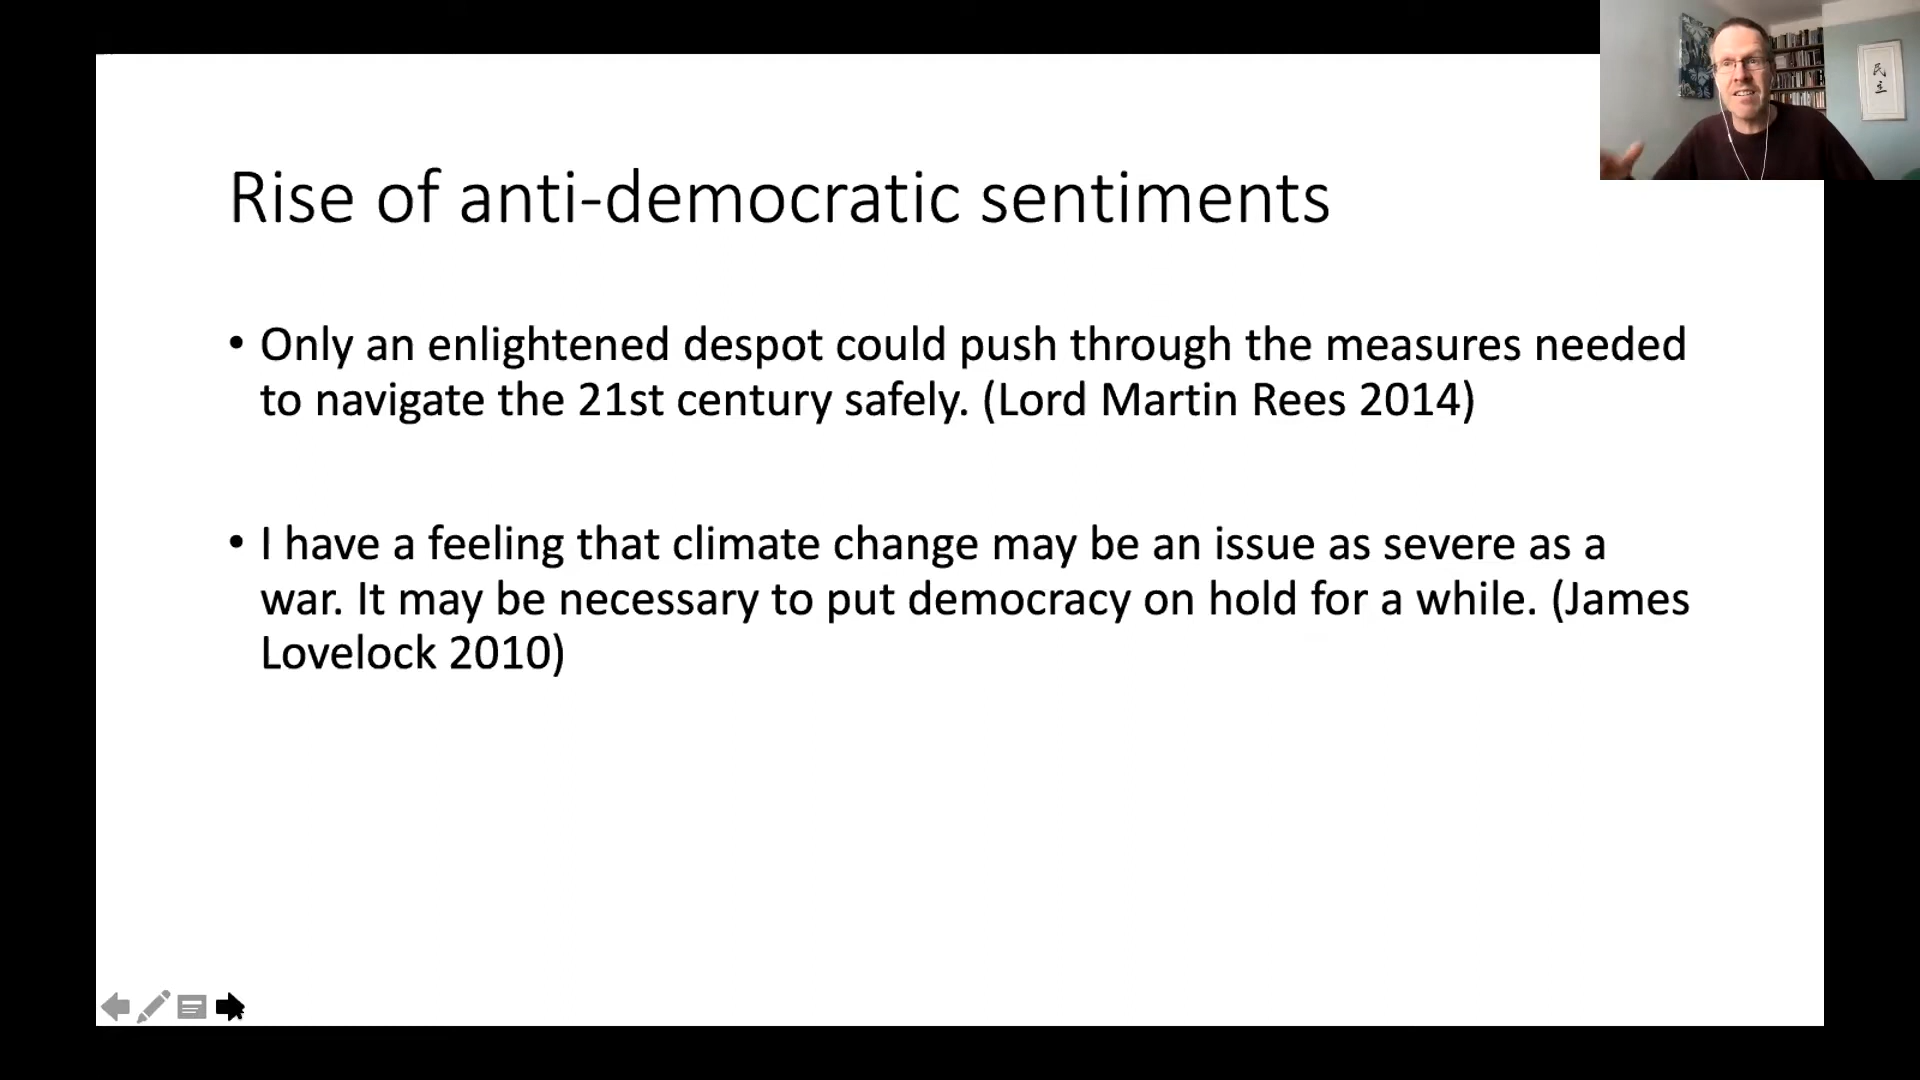 Rise of anti-democratic sentiments
• Only an enlightened despot could push through the measures needed
to navigate the 21st century safely. (Lord Martin Rees 2014)
• I have a feeling that climate change may be an issue as severe as a
war. It may be necessary to put democracy on hold for a while. (James
Lovelock 2010)
民
主